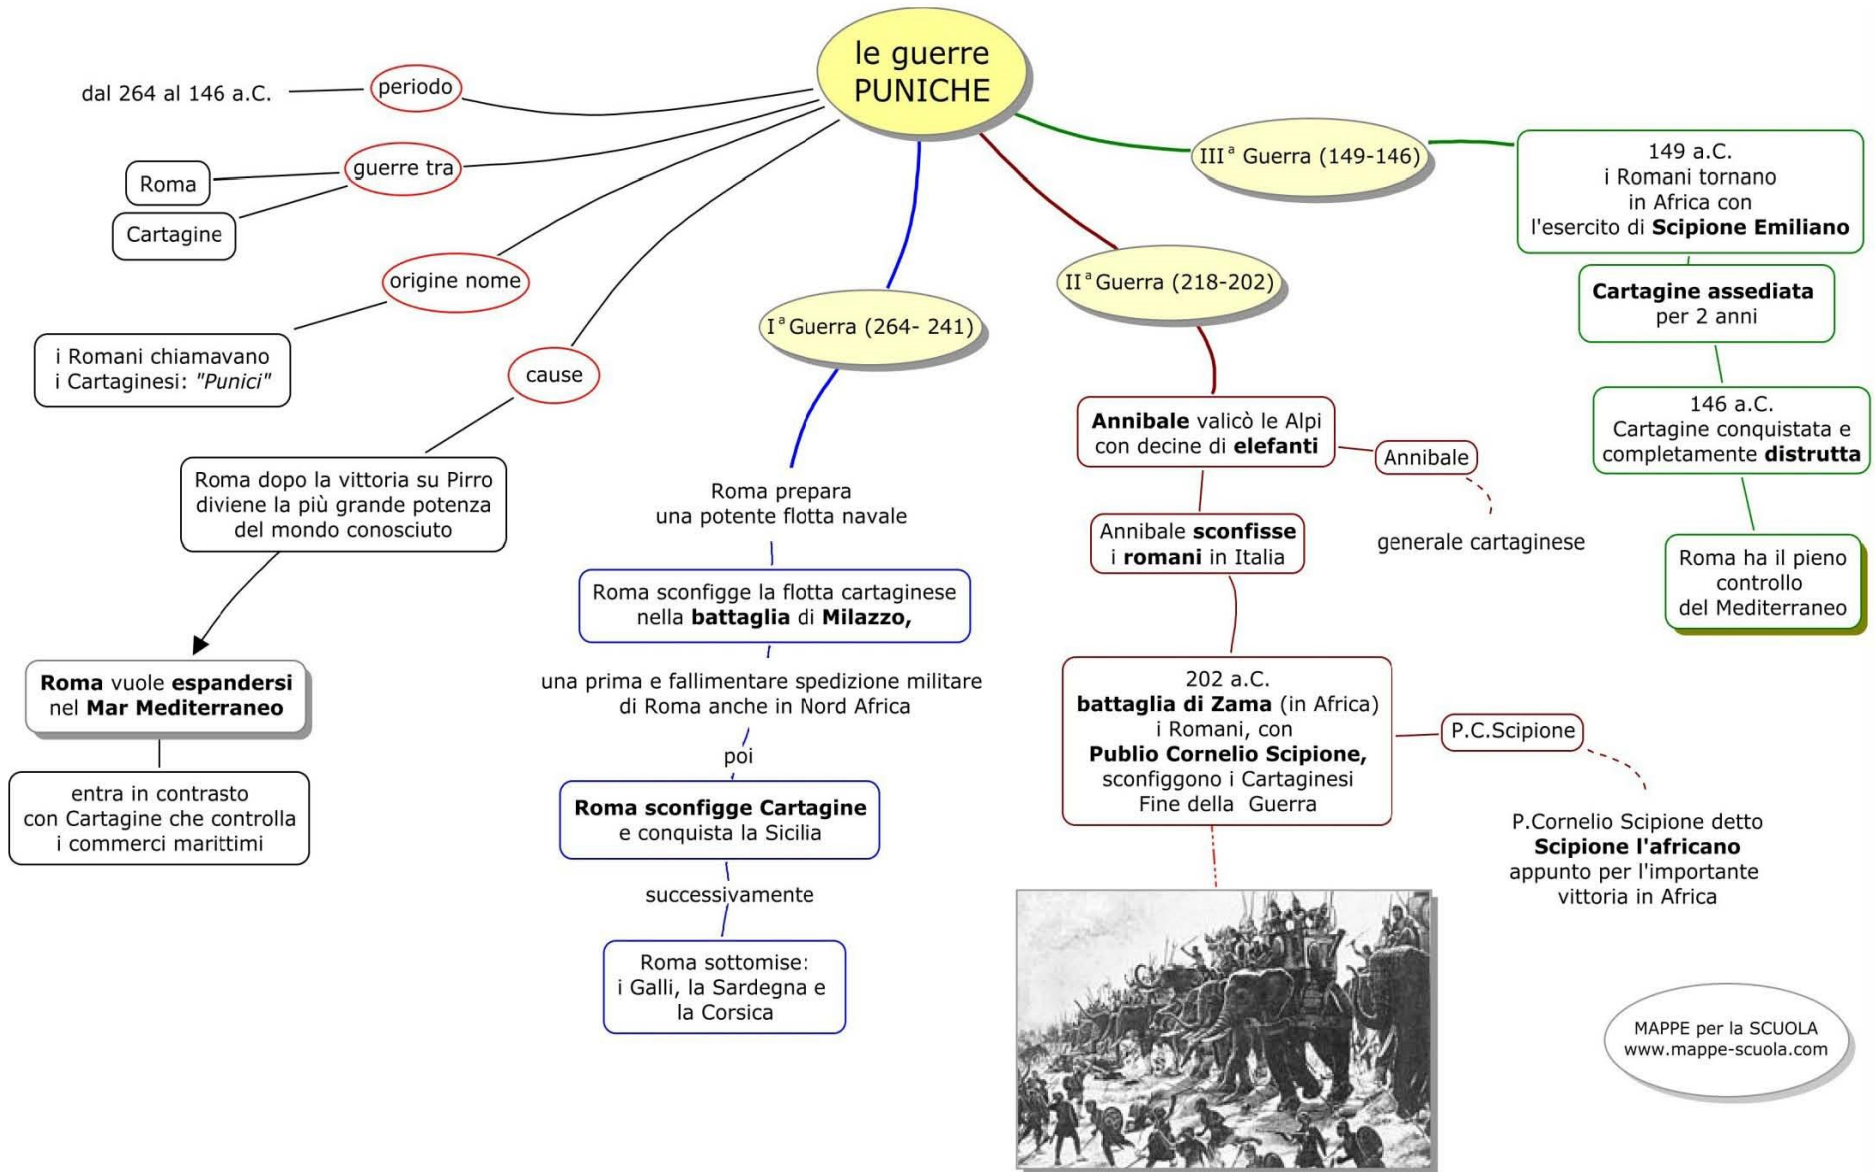 le guerre
PUNICHE
periodo
dal 264 al 146 a.C.
guerre tra
Roma
Cartagine
origine nome
i Romani chiamavano
i Cartaginesi: "Punici"
cause
Roma dopo la vittoria su Pirro
diviene la più grande potenza
del mondo conosciuto
Roma vuole espandersi
nel Mar Mediterraneo
entra in contrasto
con Cartagine che controlla
i commerci marittimi
Iª Guerra (264- 241)
Roma prepara
una potente flotta navale
Roma sconfigge la flotta cartaginese
nella battaglia di Milazzo,
una prima e fallimentare spedizione militare
di Roma anche in Nord Africa
poi
Roma sconfigge Cartagine
e conquista la Sicilia
successivamente
Roma sottomise:
i Galli, la Sardegna e
la Corsica
IIª Guerra (218-202)
Annibale valicò le Alpi
con decine di elefanti
Annibale
generale cartaginese
Annibale sconfisse
i romani in Italia
202 a.C.
battaglia di Zama (in Africa)
i Romani, con
Publio Cornelio Scipione,
sconfiggono i Cartaginesi
Fine della Guerra
P.C.Scipione
P.Cornelio Scipione detto
Scipione l'africano
appunto per l'importante
vittoria in Africa
IIIª Guerra (149-146)
149 a.C.
i Romani tornano
in Africa con
l'esercito di Scipione Emiliano
Cartagine assediata
per 2 anni
146 a.C.
Cartagine conquistata e
completamente distrutta
Roma ha il pieno
controllo
del Mediterraneo
MAPPE per la SCUOLA
www.mappe-scuola.com